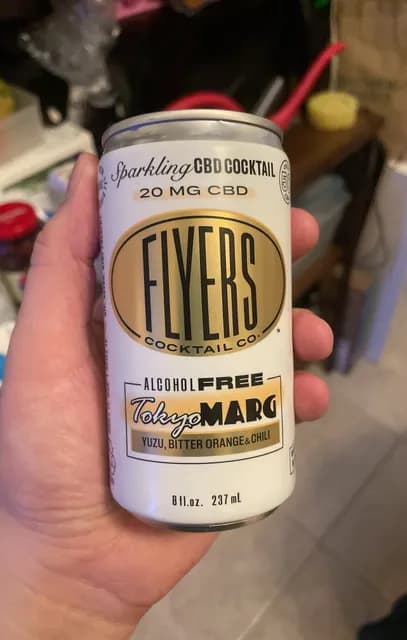 Sparkling CBD COCKTAIL
20 MG CBD
FLYERS
COCKTAIL CO.
ALCOHOL FREE
Tokyo MARG
YUZU, BITTER ORANGE & CHILI
8 fl.oz. 237 mL